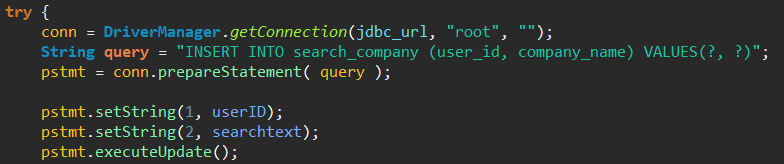 try {
conn = DriverManager.getConnection(jdbc_url, "root", "");
String query = "INSERT INTO search_company (user_id, company_name) VALUES(?, ?)";
pstmt = conn.prepareStatement( query );
pstmt.setString(1, userID);
pstmt.setString(2, searchtext);
pstmt.executeUpdate();